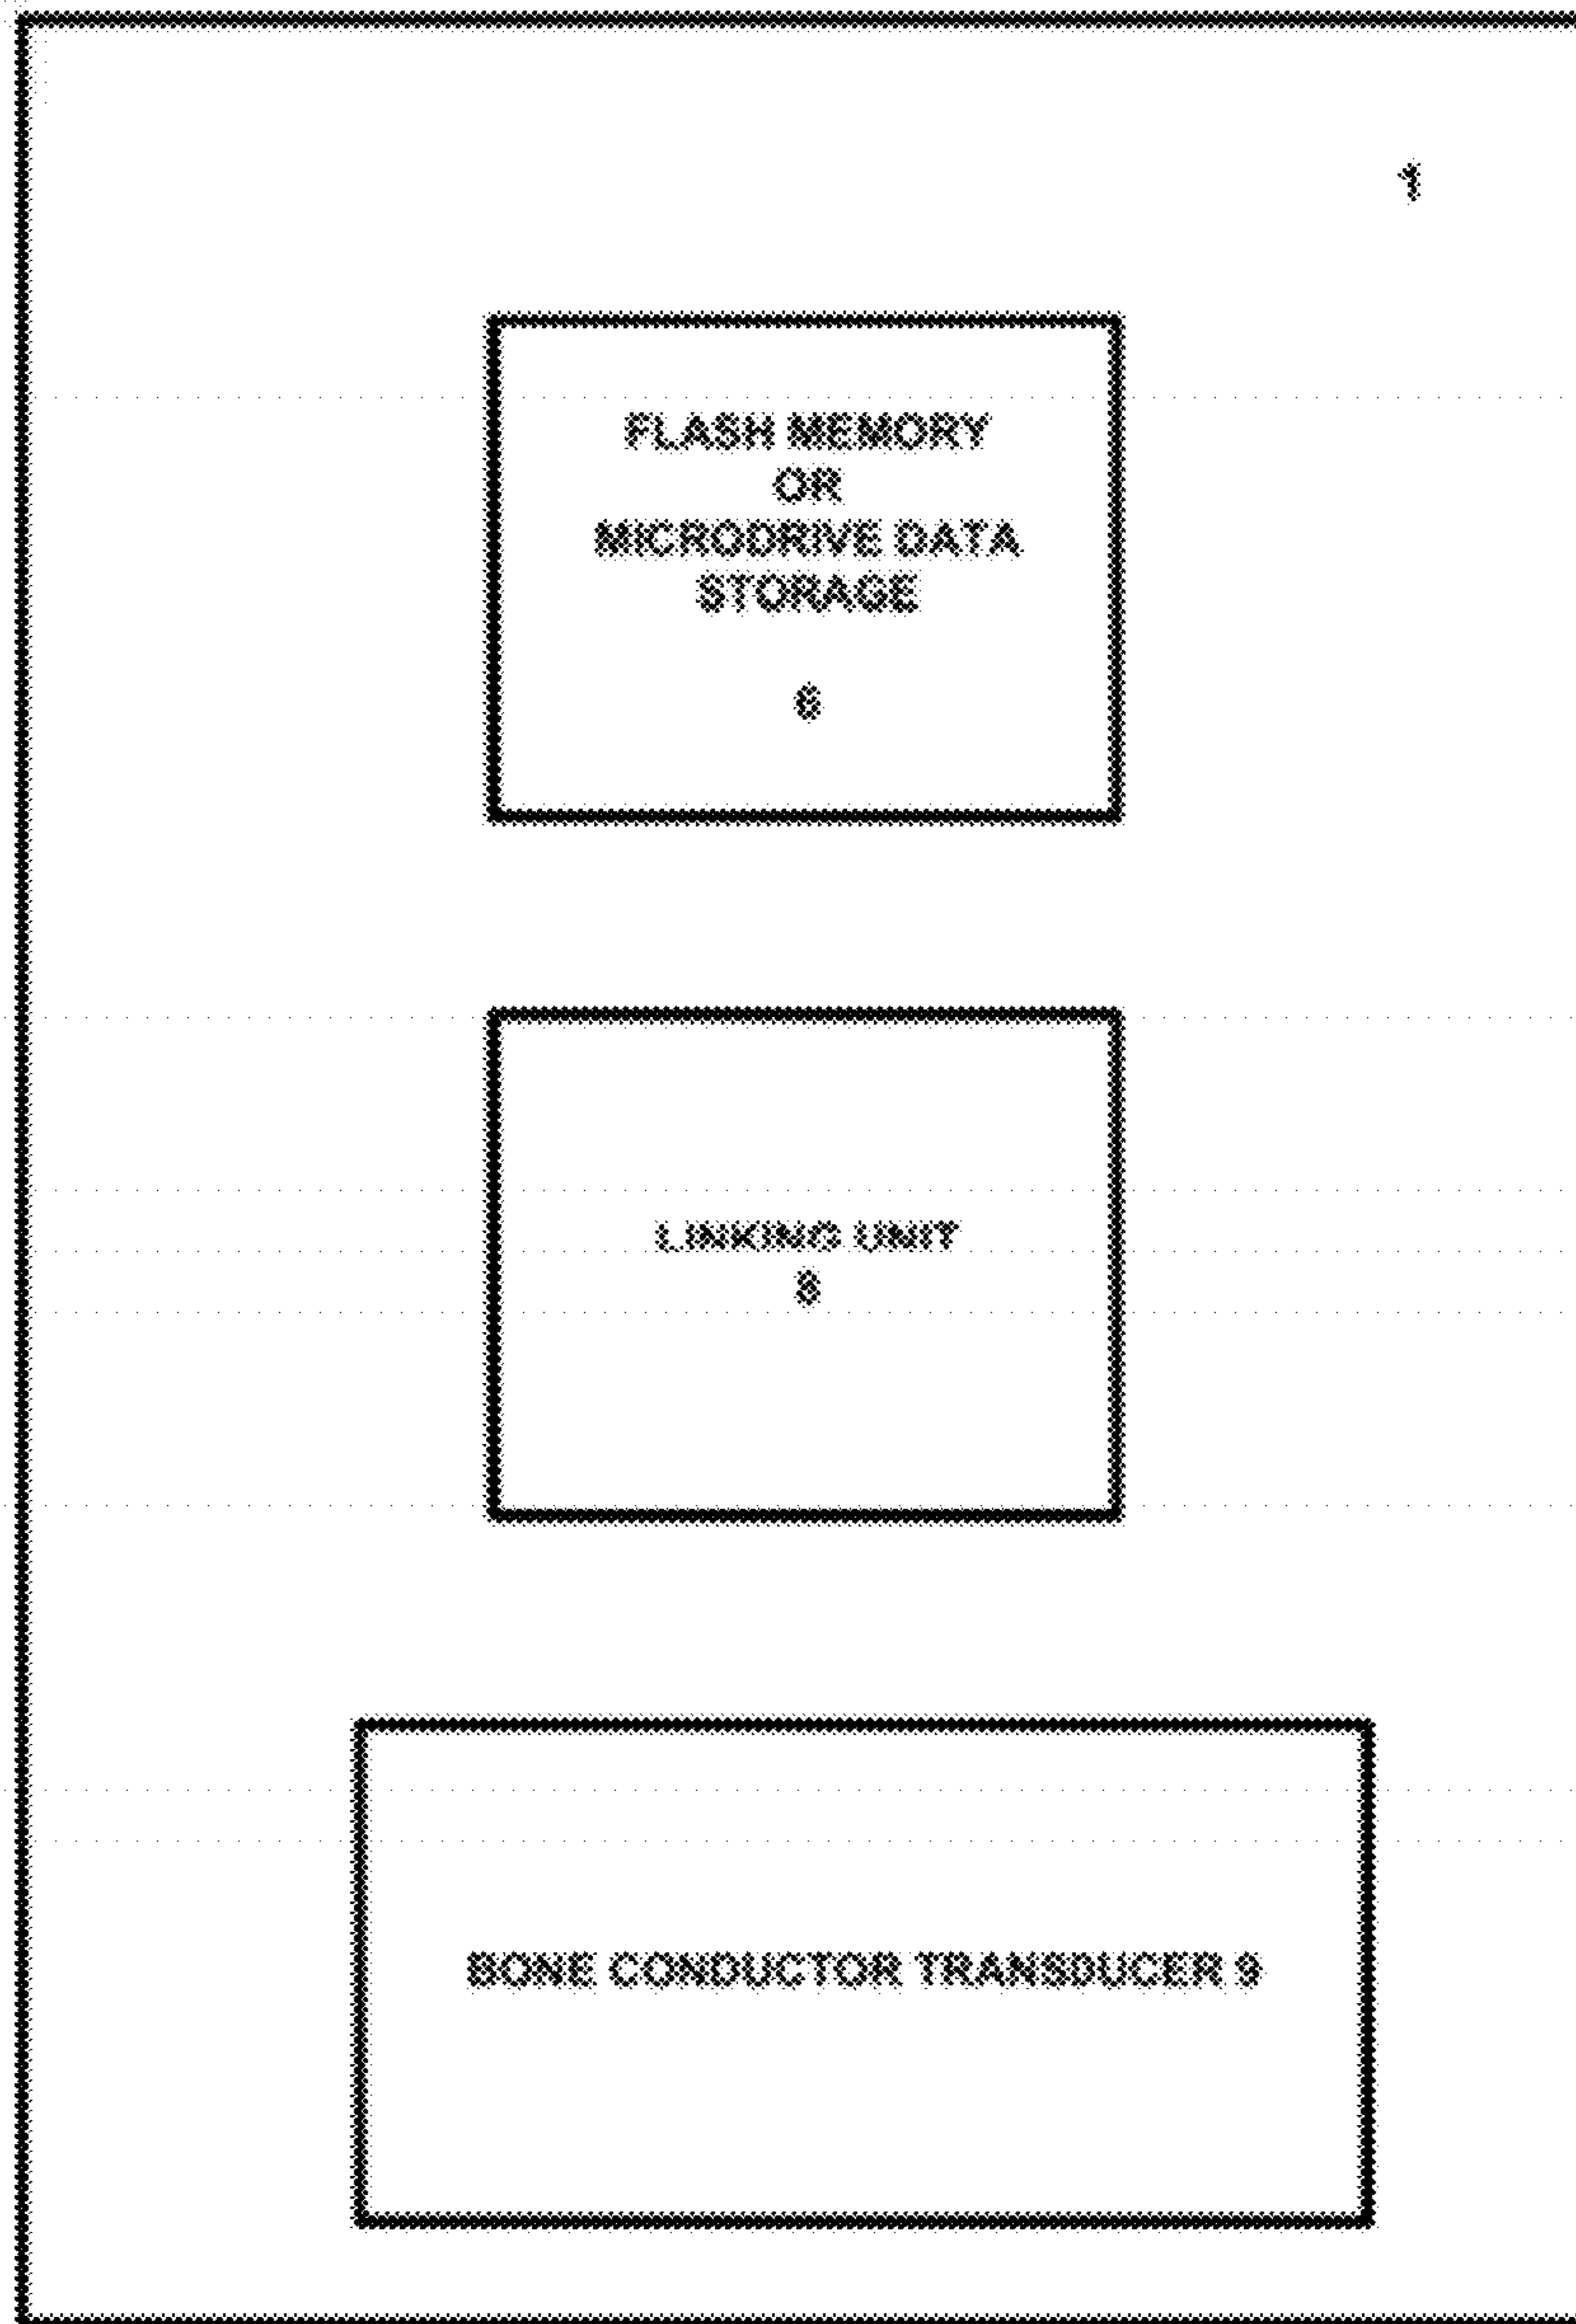 1
FLASH MEMORY
OR
MICRODRIVE DATA
STORAGE
6
LINKING UNIT
8
BONE CONDUCTOR TRANSDUCER 9